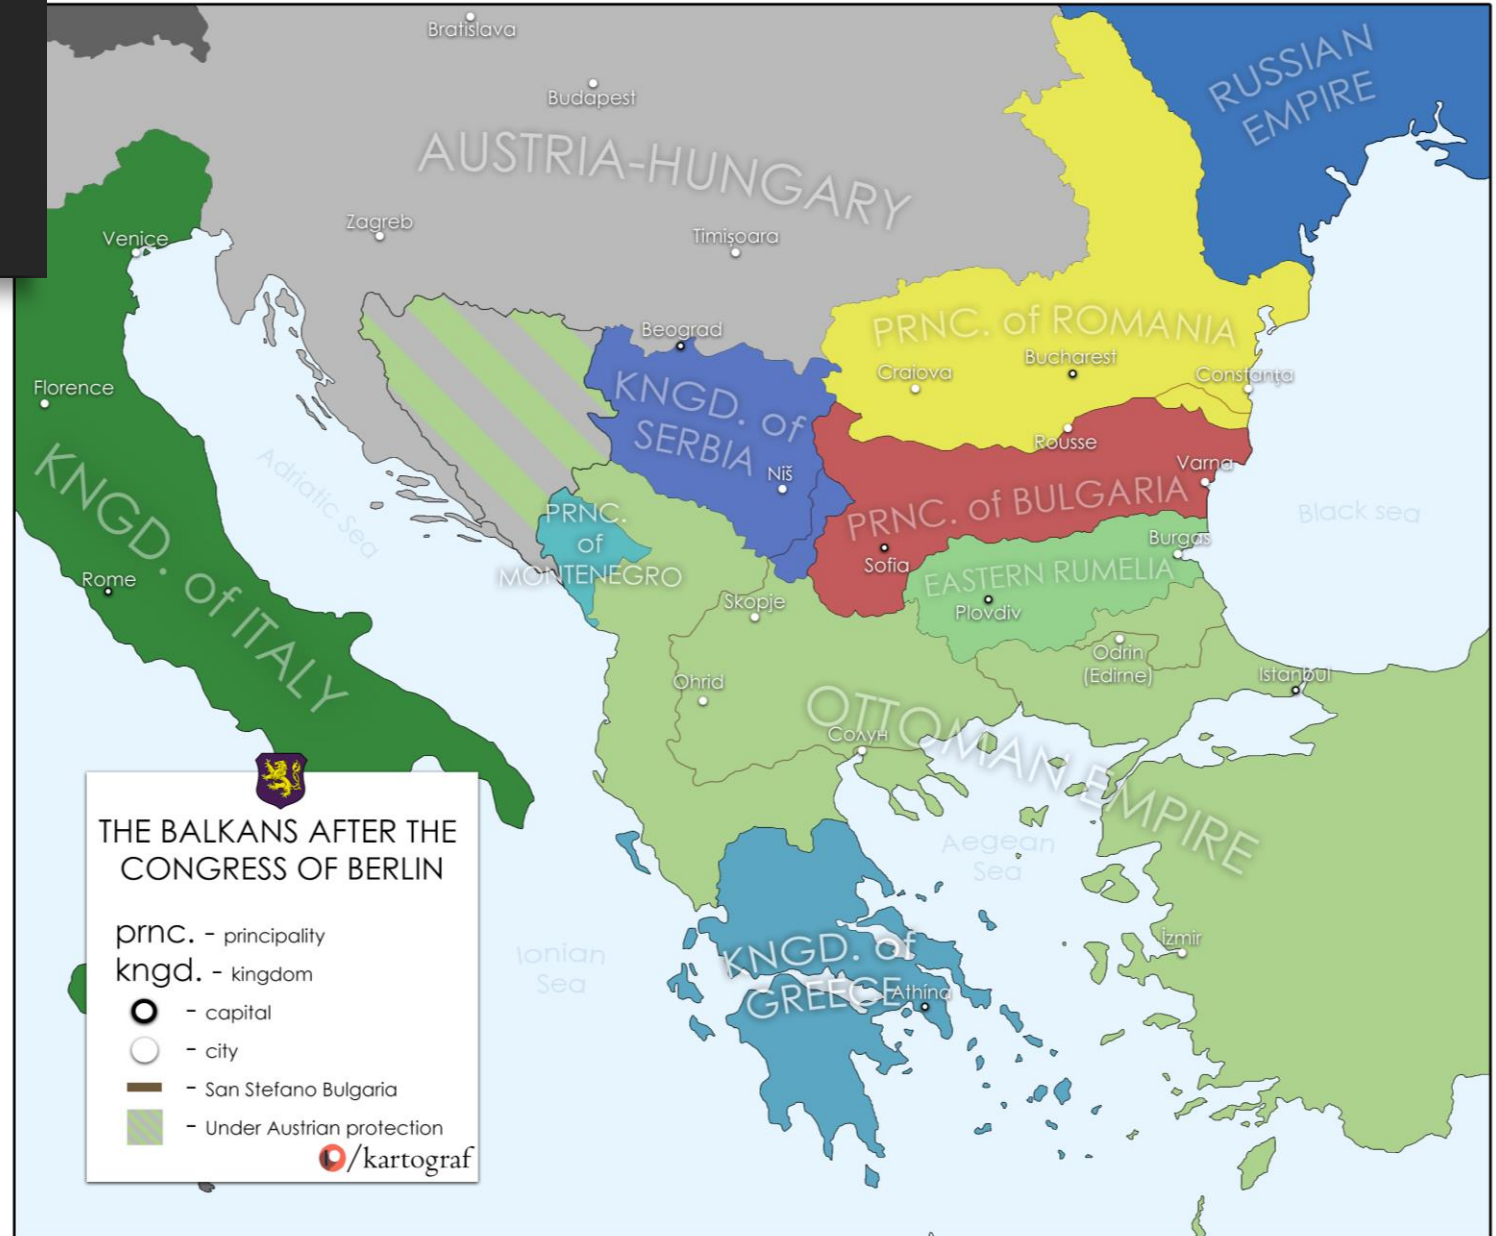 Bratislava
Budapest
RUSSIAN
EMPIRE
AUSTRIA-HUNGARY
Zagreb
Timișoara
Venice
Beograd
PRNC. of ROMANIA
Bucharest
Craiova
Constanța
Florence
KNGD. of
SERBIA
Niš
Rousse
Varna
KNGD. of ITALY
Adriatic Sea
PRNC. of BULGARIA
Black sea
PRNC.
of
MONTENEGRO
Sofia
Burgas
EASTERN RUMELIA
Plovdiv
Rome
Skopje
Odrin
(Edirne)
Istanbul
Ohrid
OTTOMAN EMPIRE
Солун
Aegean
Sea
Ionian
Sea
İzmir
KNGD. of
GREECE
Athína
THE BALKANS AFTER THE
CONGRESS OF BERLIN
prnc. - principality
kngd. - kingdom
- capital
- city
- San Stefano Bulgaria
- Under Austrian protection
/kartograf